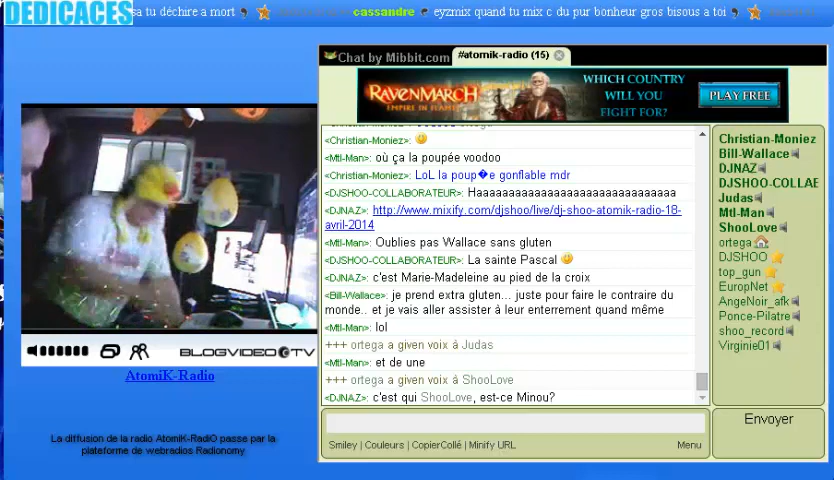 DEDICACES
sa tu déchire a mort
cassandre
eyzmix quand tu mix c du pur bonheur gros bisous a toi
Chat by Mibbit.com
#atomik-radio (15)
RAVENMARCH
EMPIRE IN FLAMES
WHICH COUNTRY
WILL YOU
FIGHT FOR?
PLAY FREE
<Christian-Moniez>:
<Mtl-Man>: où ça la poupée voodoo
<Christian-Moniez>: LoL la poup�e gonflable mdr
<DJSHOO-COLLABORATEUR>: Haaaaaaaaaaaaaaaaaaaaaaaaaaaaaaa
<DJNAZ>: http://www.mixify.com/djshoo/live/dj-shoo-atomik-radio-18-
avril-2014
<Mtl-Man>: Oublies pas Wallace sans gluten
<DJSHOO-COLLABORATEUR>: La sainte Pascal
<DJNAZ>: c'est Marie-Madeleine au pied de la croix
<Bill-Wallace>: je prend extra gluten... juste pour faire le contraire du
monde.. et je vais aller assister à leur enterrement quand même
<Mtl-Man>: lol
+++ ortega a given voix à Judas
<Mtl-Man>: et de une
+++ ortega a given voix à ShooLove
<DJNAZ>: c'est qui ShooLove, est-ce Minou?
Smiley | Couleurs | CopierCollé | Minify URL
Menu
Christian-Moniez
Bill-Wallace
DJNAZ
DJSHOO-COLLAE
Judas
Mtl-Man
ShooLove
ortega
DJSHOO
top_gun
EuropNet
AngeNoir_afk
Ponce-Pilatre
shoo_record
Virginie01
Envoyer
BLOGVIDEO TV
AtomiK-Radio
La diffusion de la radio AtomiK-RadiO passe par la
plateforme de webradios Radionomy